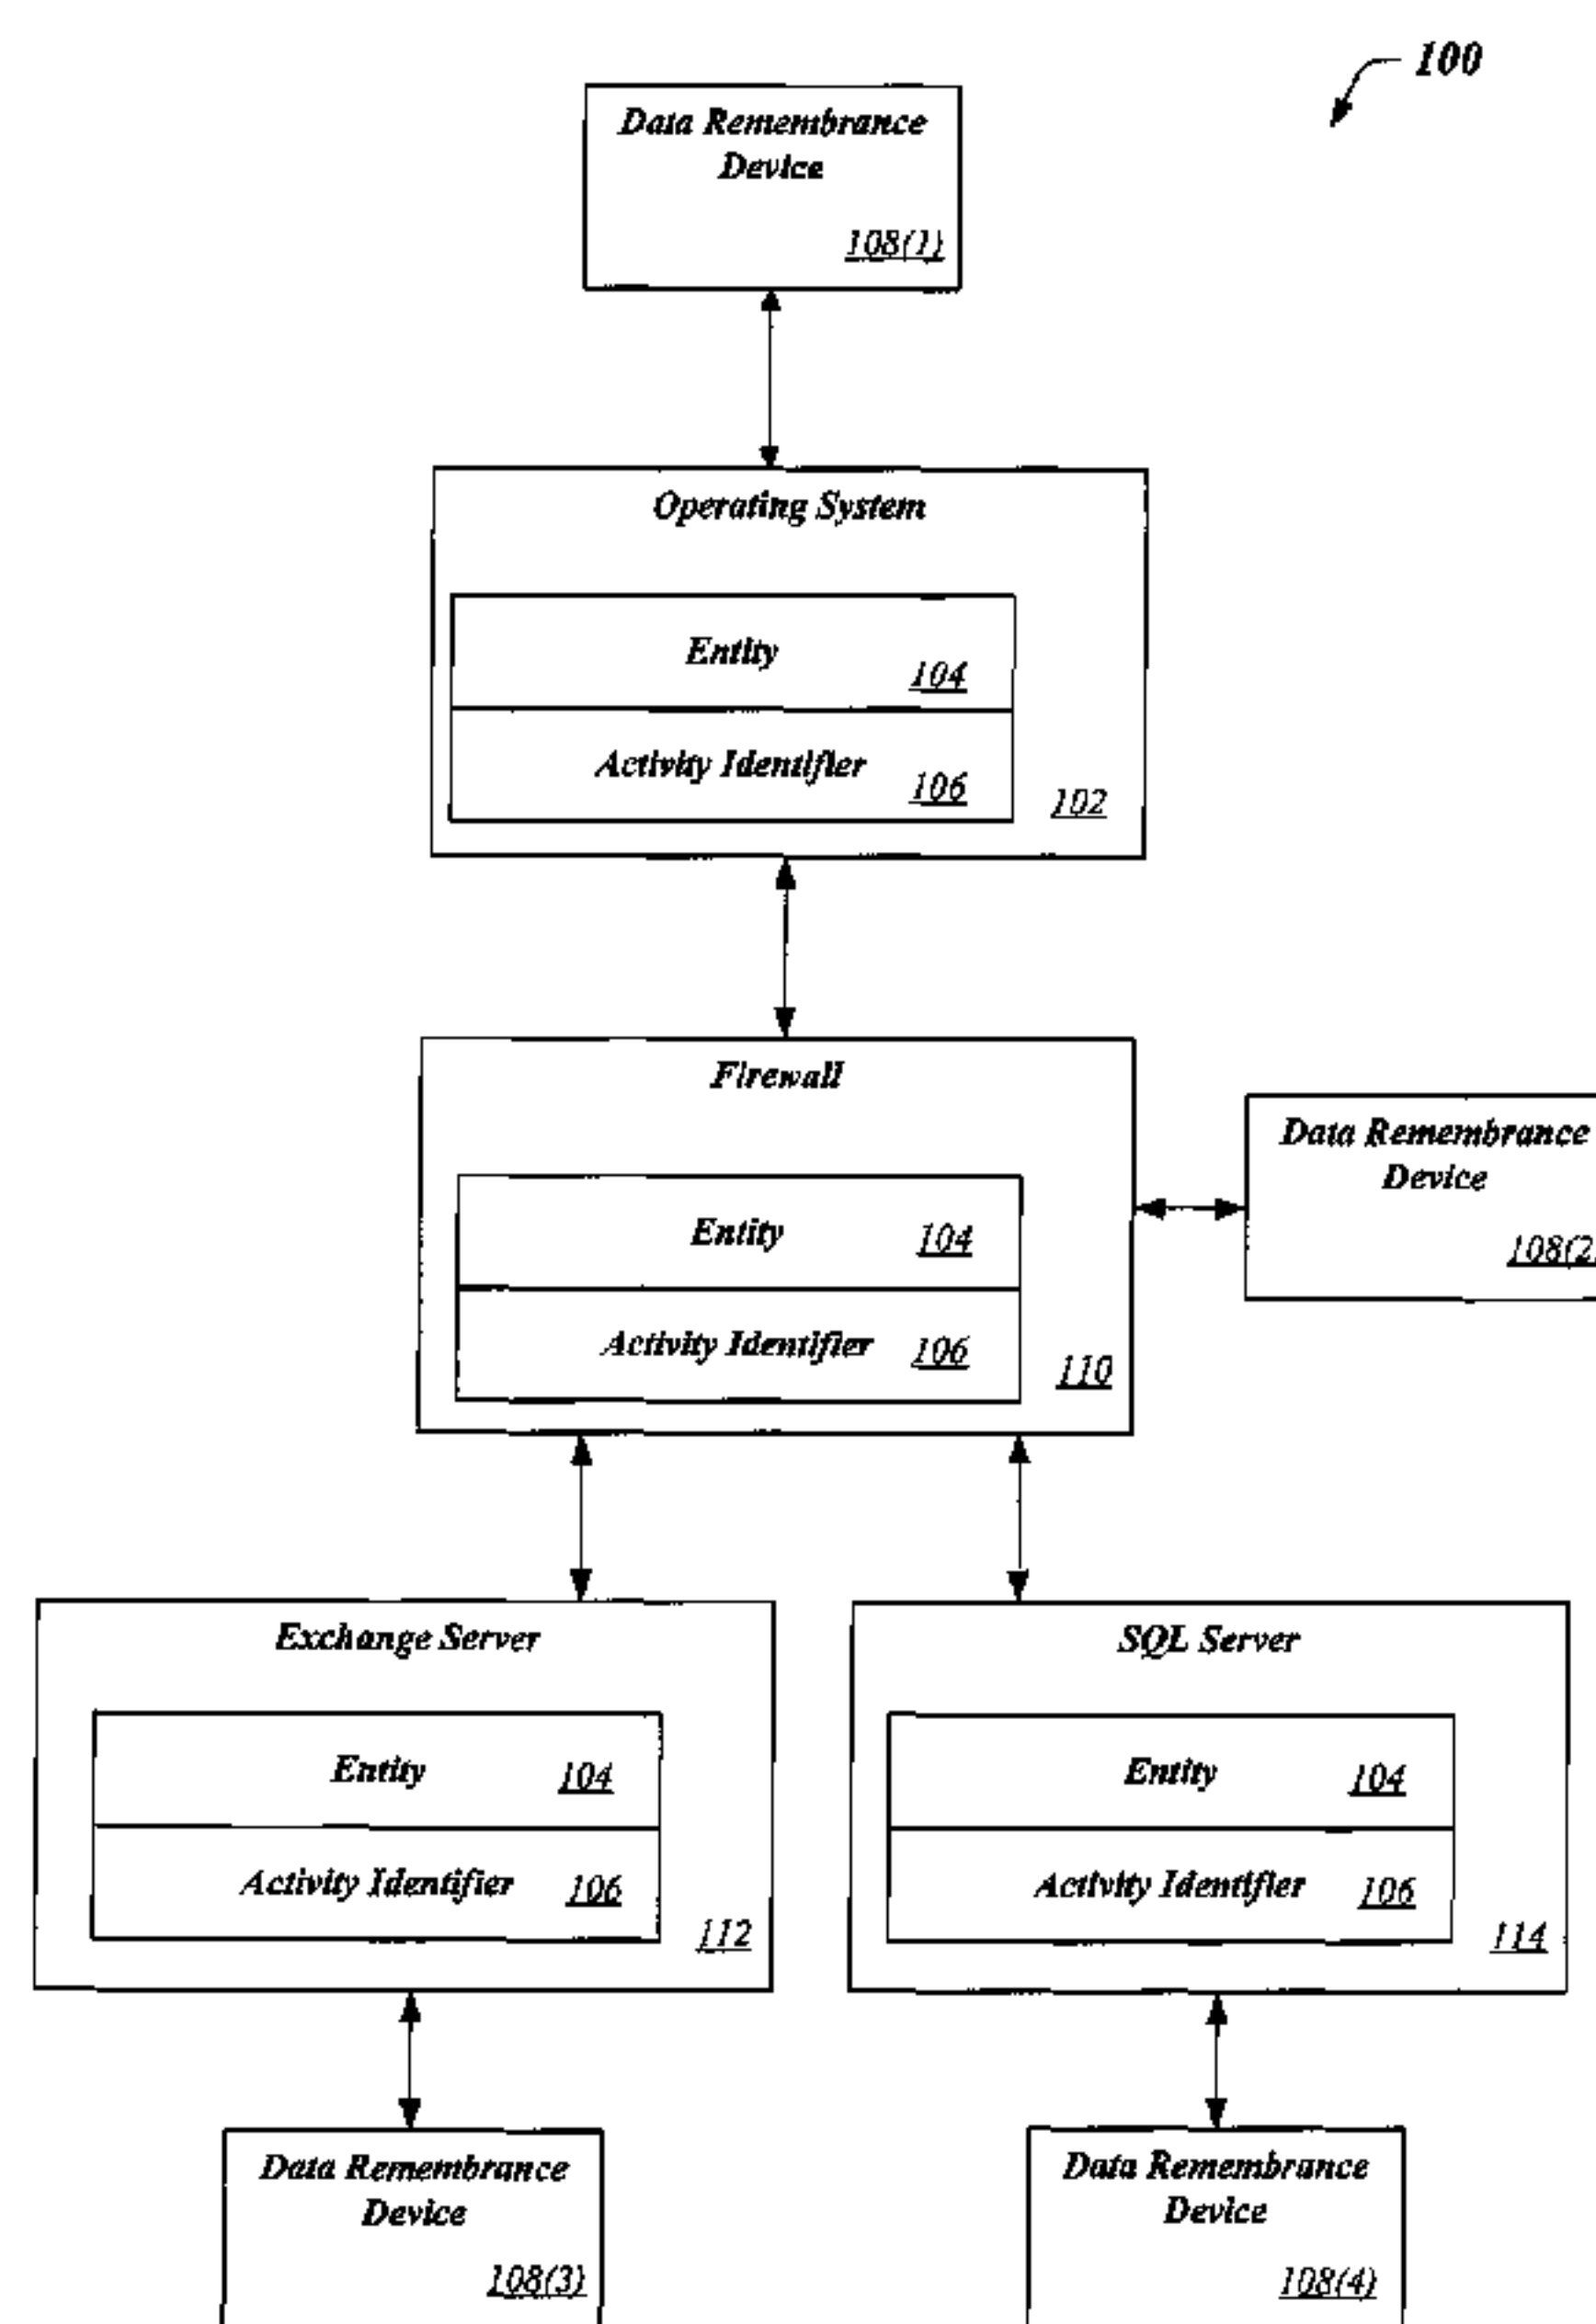 100
Data Remembrance
Device
108(1)
Operating System
Entity
104
Activity Identifier
106
102
Firewall
Data Remembrance
Device
108(2
Entity
104
Activity Identifier
106
110
Exchange Server
Entity
104
Activity Identifier
106
112
SQL Server
Entity
104
Activity Identifier
106
114
Data Remembrance
Device
108(3)
Data Remembrance
Device
108(4)